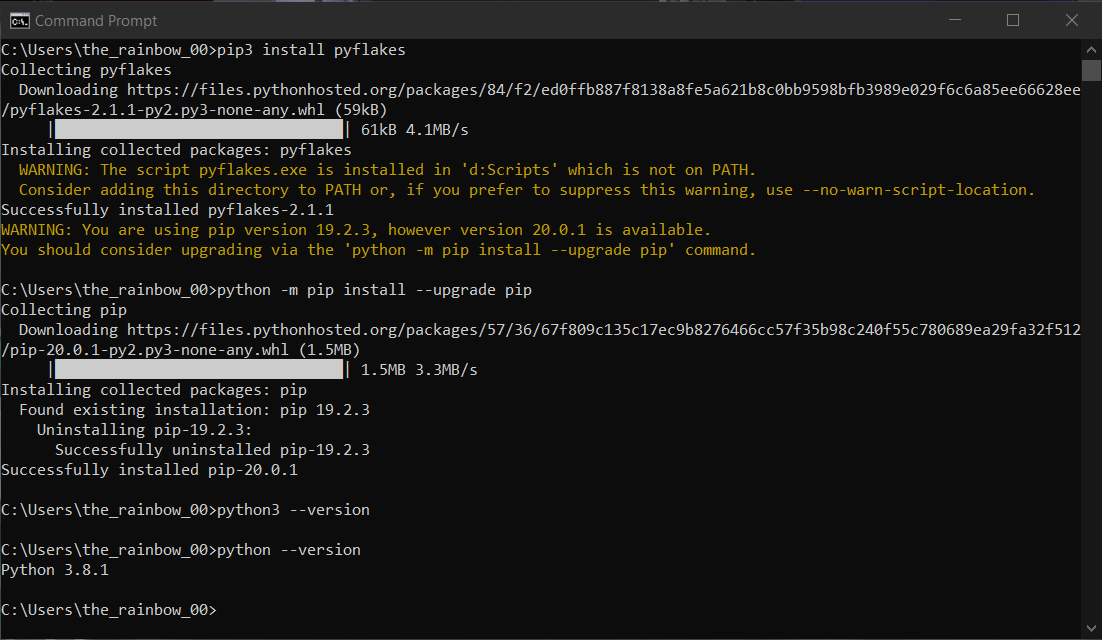 Command Prompt
C:\Users\the_rainbow_00>pip3 install pyflakes
Collecting pyflakes
  Downloading https://files.pythonhosted.org/packages/84/f2/ed0ffb887f8138a8fe5a621b8c0bb9598bfb3989e029f6c6a85ee66628ee
/pyflakes-2.1.1-py2.py3-none-any.whl (59kB)
     |████████████████████████████████| 61kB 4.1MB/s
Installing collected packages: pyflakes
  WARNING: The script pyflakes.exe is installed in 'd:Scripts' which is not on PATH.
  Consider adding this directory to PATH or, if you prefer to suppress this warning, use --no-warn-script-location.
Successfully installed pyflakes-2.1.1
WARNING: You are using pip version 19.2.3, however version 20.0.1 is available.
You should consider upgrading via the 'python -m pip install --upgrade pip' command.

C:\Users\the_rainbow_00>python -m pip install --upgrade pip
Collecting pip
  Downloading https://files.pythonhosted.org/packages/57/36/67f809c135c17ec9b8276466cc57f35b98c240f55c780689ea29fa32f512
/pip-20.0.1-py2.py3-none-any.whl (1.5MB)
     |████████████████████████████████| 1.5MB 3.3MB/s
Installing collected packages: pip
  Found existing installation: pip 19.2.3
    Uninstalling pip-19.2.3:
      Successfully uninstalled pip-19.2.3
Successfully installed pip-20.0.1

C:\Users\the_rainbow_00>python3 --version

C:\Users\the_rainbow_00>python --version
Python 3.8.1

C:\Users\the_rainbow_00>